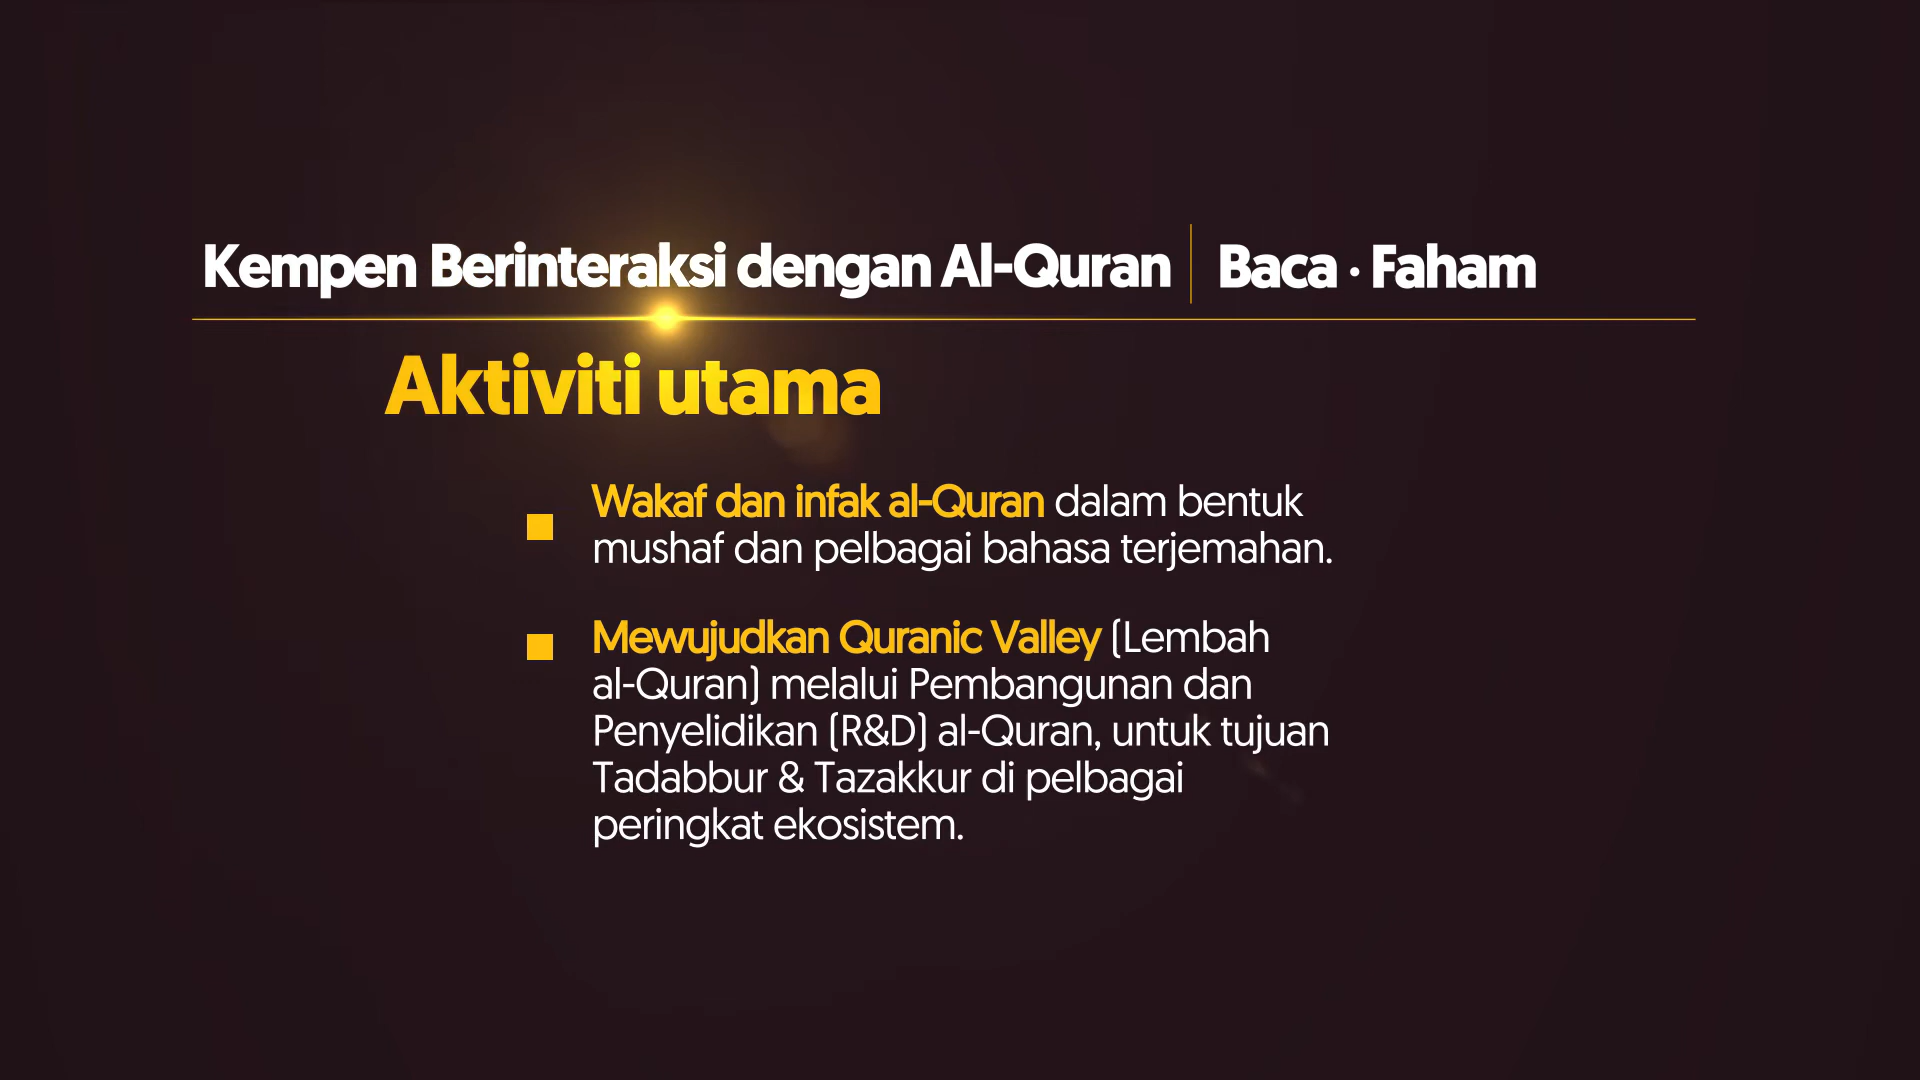 Kempen Berinteraksi dengan Al-Quran Baca · Faham
Aktiviti utama
Wakaf dan infak al-Quran dalam bentuk
mushaf dan pelbagai bahasa terjemahan.
Mewujudkan Quranic Valley (Lembah
al-Quran) melalui Pembangunan dan
Penyelidikan (R&D) al-Quran, untuk tujuan
Tadabbur & Tazakkur di pelbagai
peringkat ekosistem.